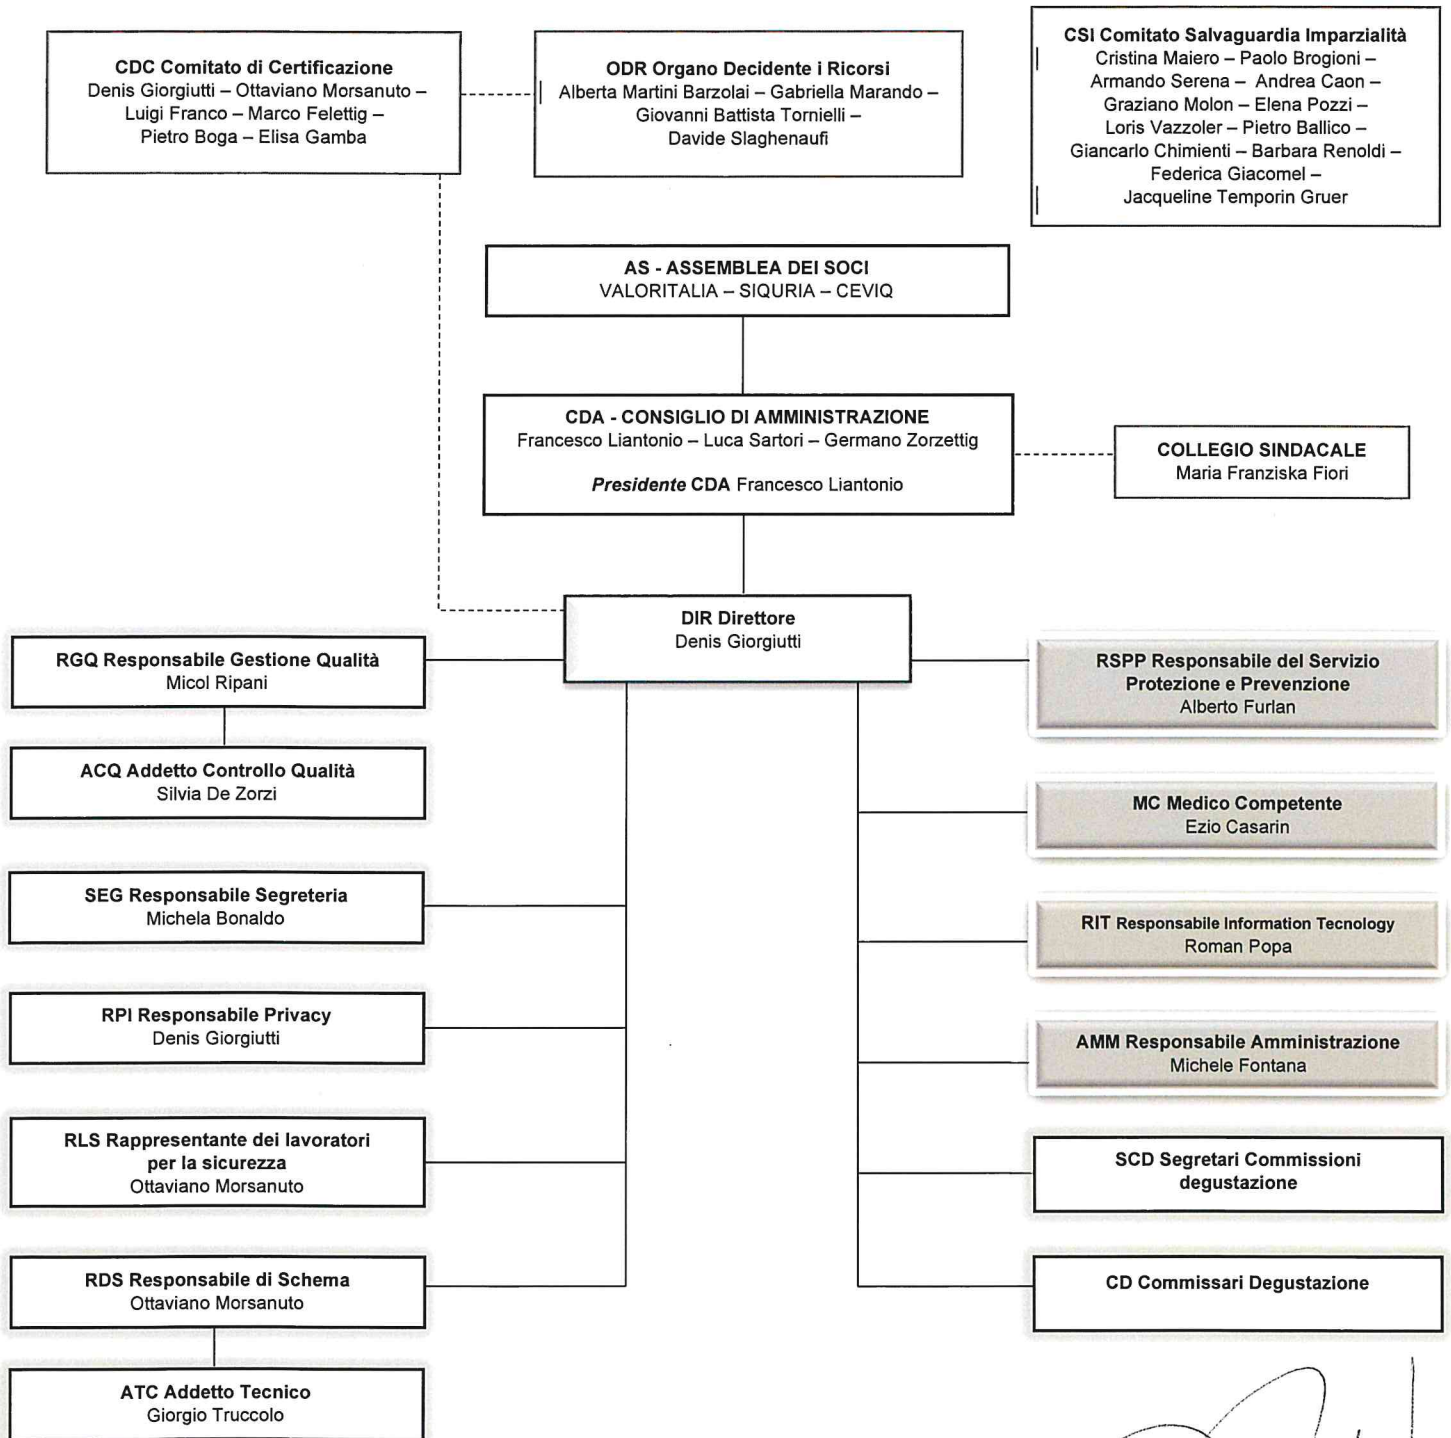 CDC Comitato di Certificazione
Denis Giorgiutti – Ottaviano Morsanuto –
Luigi Franco – Marco Felettig –
Pietro Boga – Elisa Gamba
ODR Organo Decidente i Ricorsi
Alberta Martini Barzolai – Gabriella Marando –
Giovanni Battista Tornielli –
Davide Slaghenaufi
CSI Comitato Salvaguardia Imparzialità
Cristina Maiero – Paolo Brogioni –
Armando Serena – Andrea Caon –
Graziano Molon – Elena Pozzi –
Loris Vazzoler – Pietro Ballico –
Giancarlo Chimienti – Barbara Renoldi –
Federica Giacomel –
Jacqueline Temporin Gruer
AS - ASSEMBLEA DEI SOCI
VALORITALIA – SIQURIA – CEVIQ
CDA - CONSIGLIO DI AMMINISTRAZIONE
Francesco Liantonio – Luca Sartori – Germano Zorzettig
Presidente CDA Francesco Liantonio
COLLEGIO SINDACALE
Maria Franziska Fiori
DIR Direttore
Denis Giorgiutti
RGQ Responsabile Gestione Qualità
Micol Ripani
ACQ Addetto Controllo Qualità
Silvia De Zorzi
SEG Responsabile Segreteria
Michela Bonaldo
RPI Responsabile Privacy
Denis Giorgiutti
RLS Rappresentante dei lavoratori
per la sicurezza
Ottaviano Morsanuto
RDS Responsabile di Schema
Ottaviano Morsanuto
ATC Addetto Tecnico
Giorgio Truccolo
RSPP Responsabile del Servizio
Protezione e Prevenzione
Alberto Furlan
MC Medico Competente
Ezio Casarin
RIT Responsabile Information Tecnology
Roman Popa
AMM Responsabile Amministrazione
Michele Fontana
SCD Segretari Commissioni
degustazione
CD Commissari Degustazione